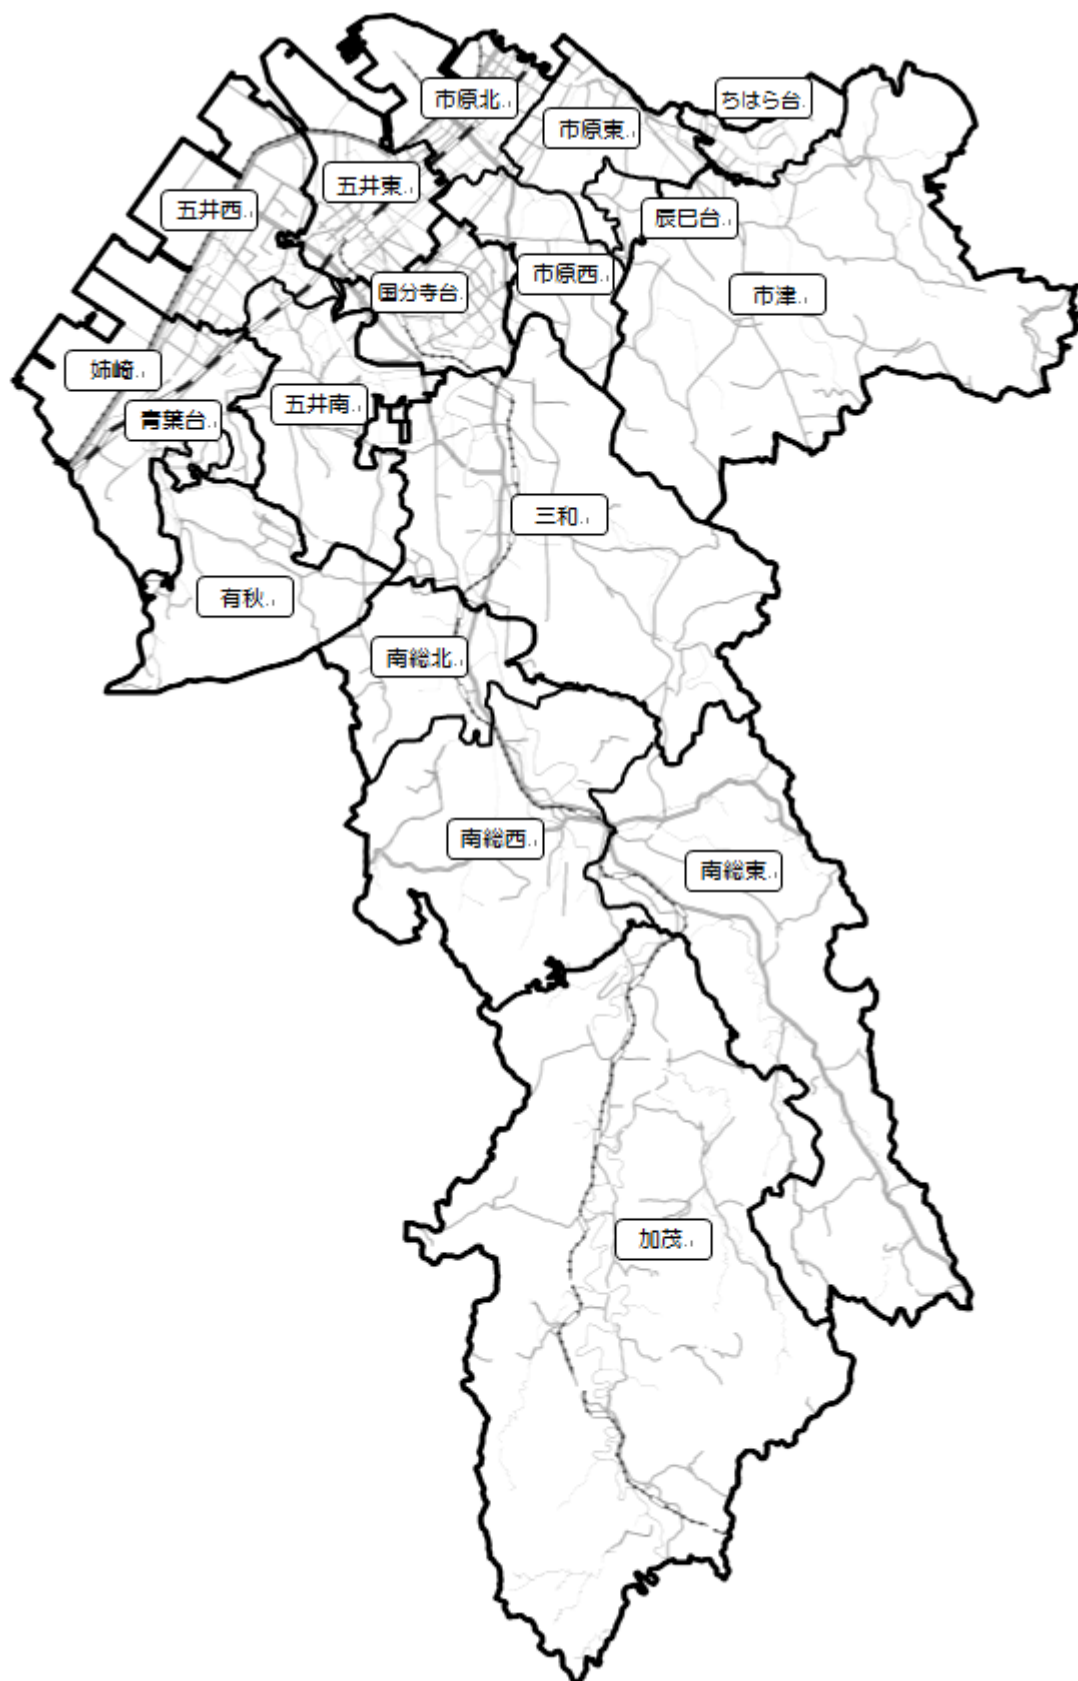 市原北
ちはら台
市原東
五井東
五井西
辰巳台
市原西
国分寺台
市津
姉崎
五井南
青葉台
三和
有秋
南総北
南総西
南総東
加茂